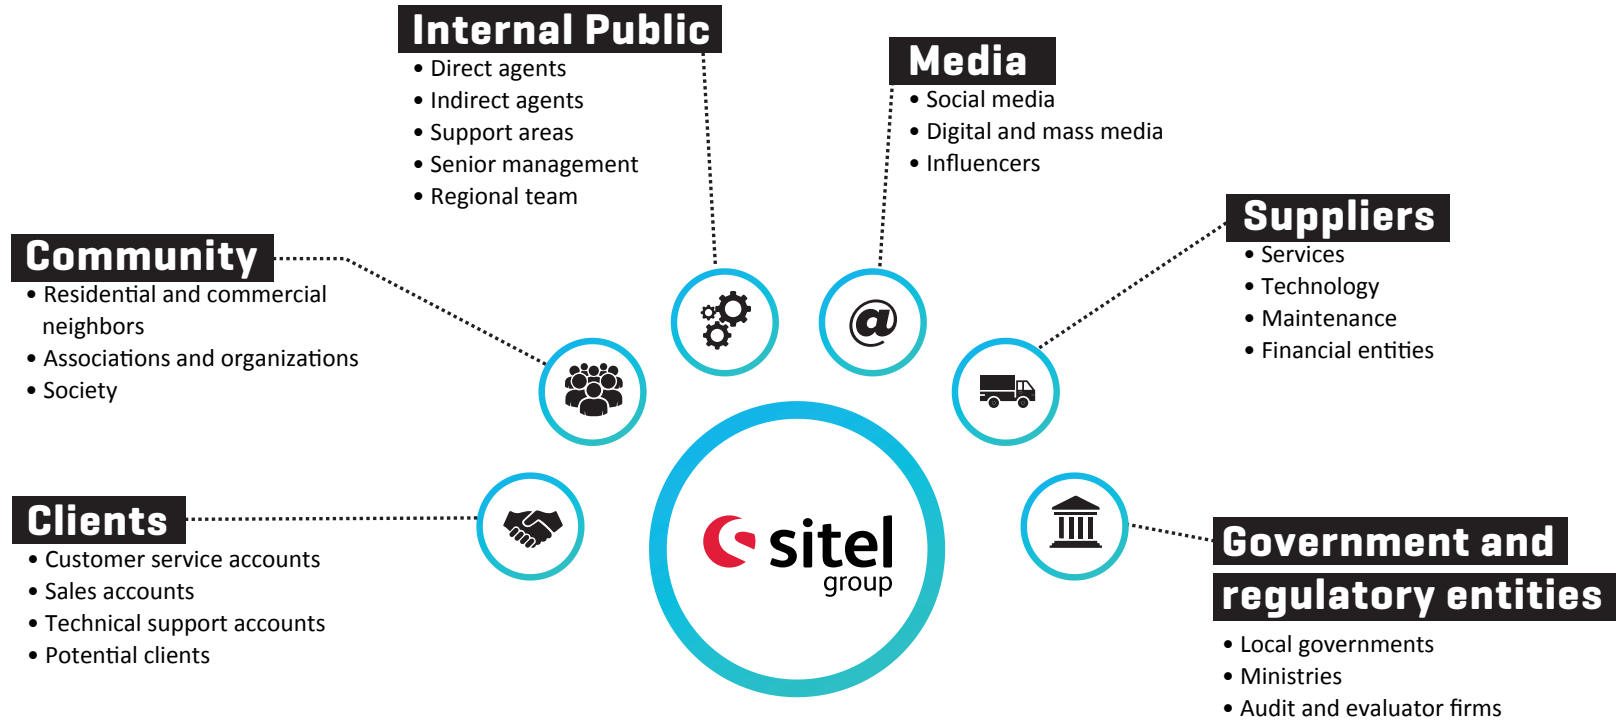 Internal Public
• Direct agents
• Indirect agents
• Support areas
• Senior management
• Regional team
Media
• Social media
• Digital and mass media
• Influencers
Suppliers
• Services
• Technology
• Maintenance
• Financial entities
Community
• Residential and commercial
neighbors
• Associations and organizations
• Society
@
Clients
• Customer service accounts
• Sales accounts
• Technical support accounts
• Potential clients
sitel
group
Government and
regulatory entities
• Local governments
• Ministries
• Audit and evaluator firms